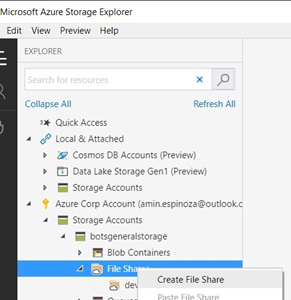 Microsoft Azure Storage Explorer
Edit View Preview Help
EXPLORER
Search for resources
Collapse All Refresh All
Quick Access
Local & Attached
Cosmos DB Accounts (Preview)
Data Lake Storage Gen1 (Preview)
Storage Accounts
Azure Corp Account (amin.espinoza@outlook.c
Storage Accounts
botsgeneralstorage
Blob Containers
File Shares
Create File Share
dev
Paste File Share